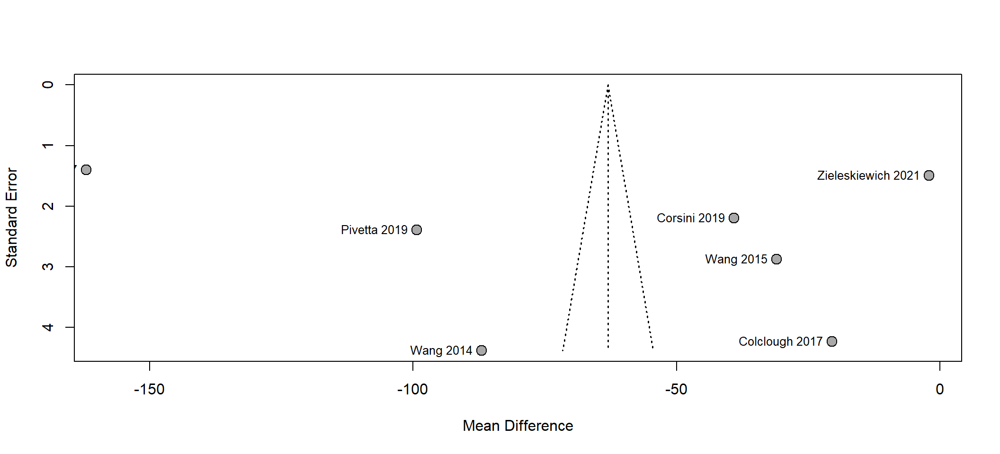 0
1
2
3
4
Standard Error
Zieleskiewich 2021
Corsini 2019
Pivetta 2019
Wang 2015
Colclough 2017
Wang 2014
-150
-100
-50
0
Mean Difference